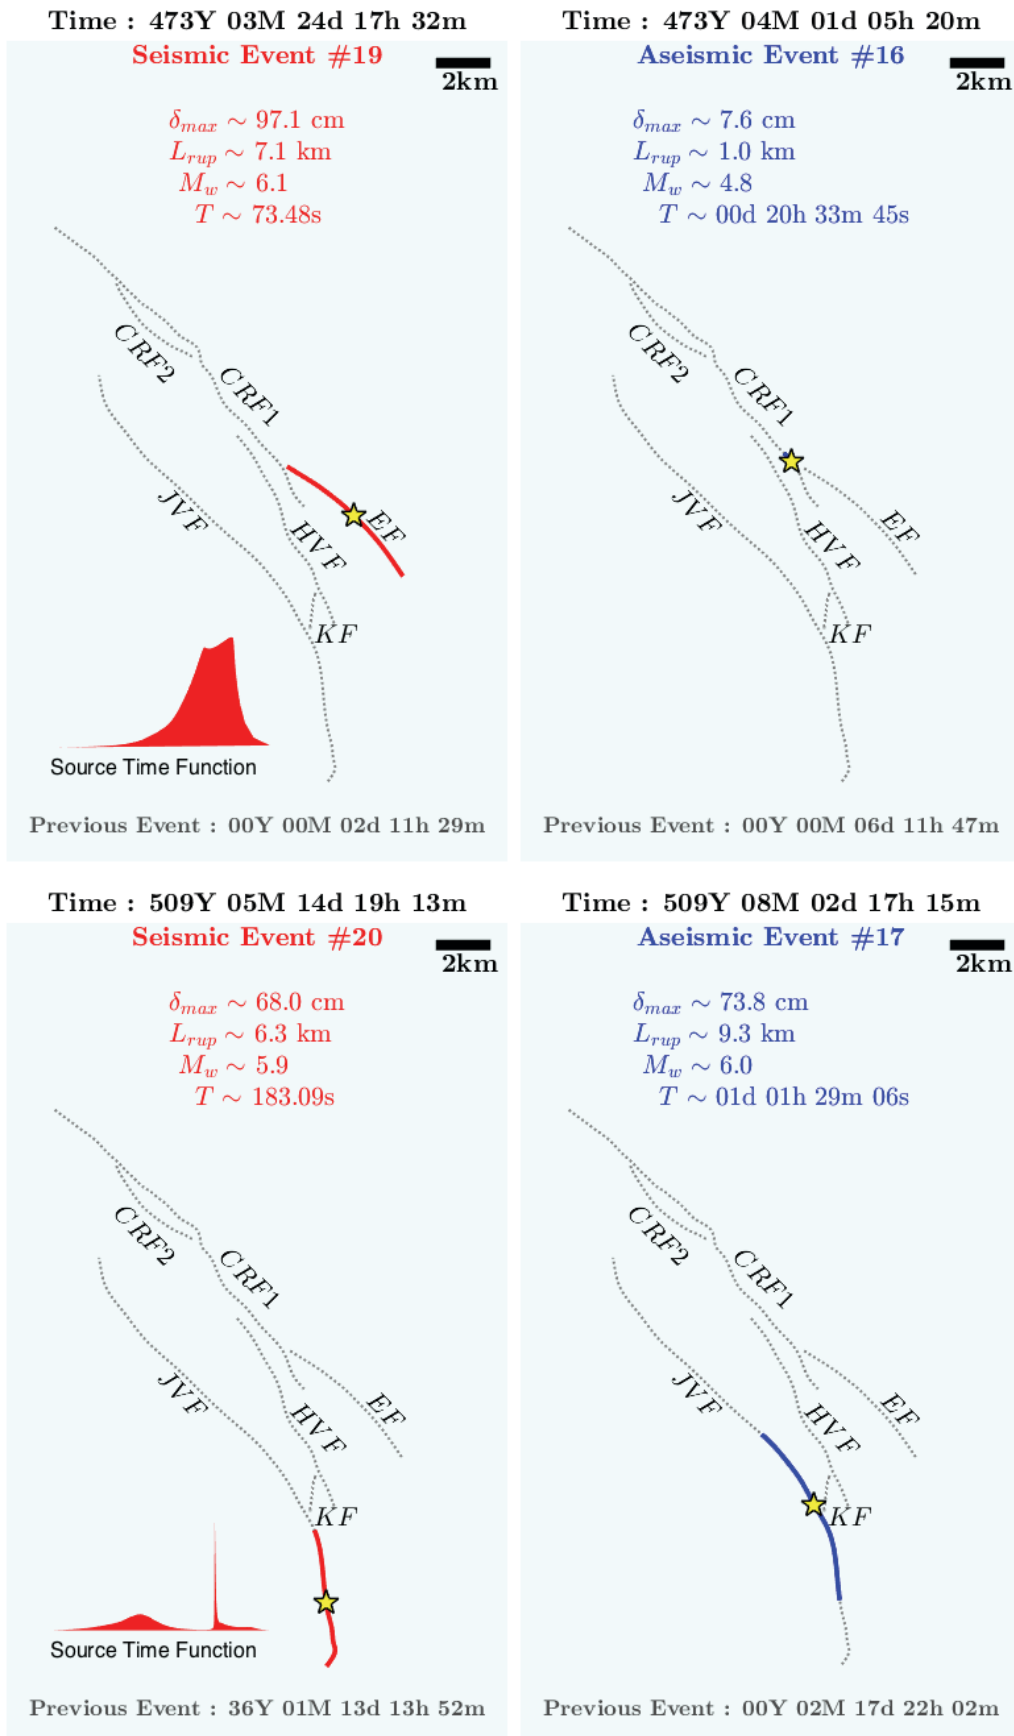 Time : 473Y 03M 24d 17h 32m
Seismic Event #19
2km
δmax ∼ 97.1 cm
Lrup ∼ 7.1 km
Mw ∼ 6.1
T ∼ 73.48s
CRF2
CRF1
JVF
EF
HVF
KF
Source Time Function
Previous Event : 00Y 00M 02d 11h 29m
Time : 473Y 04M 01d 05h 20m
Aseismic Event #16
2km
δmax ∼ 7.6 cm
Lrup ∼ 1.0 km
Mw ∼ 4.8
T ∼ 00d 20h 33m 45s
CRF2
CRF1
JVF
EF
HVF
KF
Previous Event : 00Y 00M 06d 11h 47m
Time : 509Y 05M 14d 19h 13m
Seismic Event #20
2km
δmax ∼ 68.0 cm
Lrup ∼ 6.3 km
Mw ∼ 5.9
T ∼ 183.09s
CRF2
CRF1
JVF
EF
HVF
KF
Source Time Function
Previous Event : 36Y 01M 13d 13h 52m
Time : 509Y 08M 02d 17h 15m
Aseismic Event #17
2km
δmax ∼ 73.8 cm
Lrup ∼ 9.3 km
Mw ∼ 6.0
T ∼ 01d 01h 29m 06s
CRF2
CRF1
JVF
EF
HVF
KF
Previous Event : 00Y 02M 17d 22h 02m